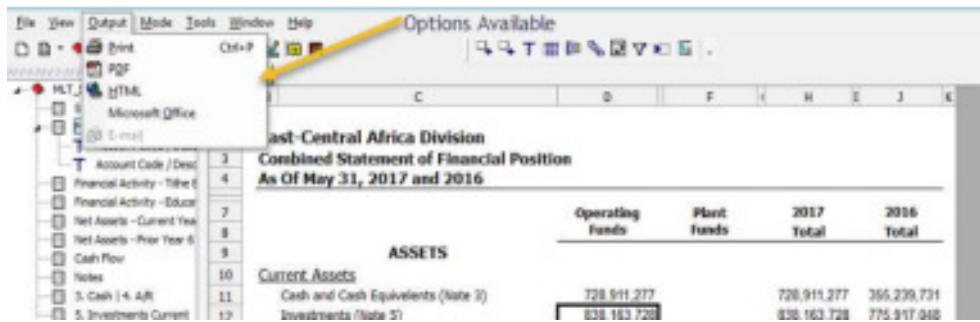 File View Output Mode Tools Window Help
Options Available
Print Ctrl+P
PDF
HTML
Microsoft Office
E-mail
C D F H J K
East-Central Africa Division
3 Combined Statement of Financial Position
4 As Of May 31, 2017 and 2016
7 Operating Plant 2017 2016
8 Funds Funds Total Total
9 ASSETS
10 Current Assets
11 Cash and Cash Equivelents (Note 3) 728,911,277 728,911,277 365,239,731
12 Investments (Note 5) 838,163,728 838,163,728 775,917,048
Account Code / Desc
Financial Activity - Tithe
Financial Activity - Educa
Net Assets - Current Yea
Net Assets - Prior Year
Cash Flow
Notes
3. Cash | 4. A/R
5. Investments Current